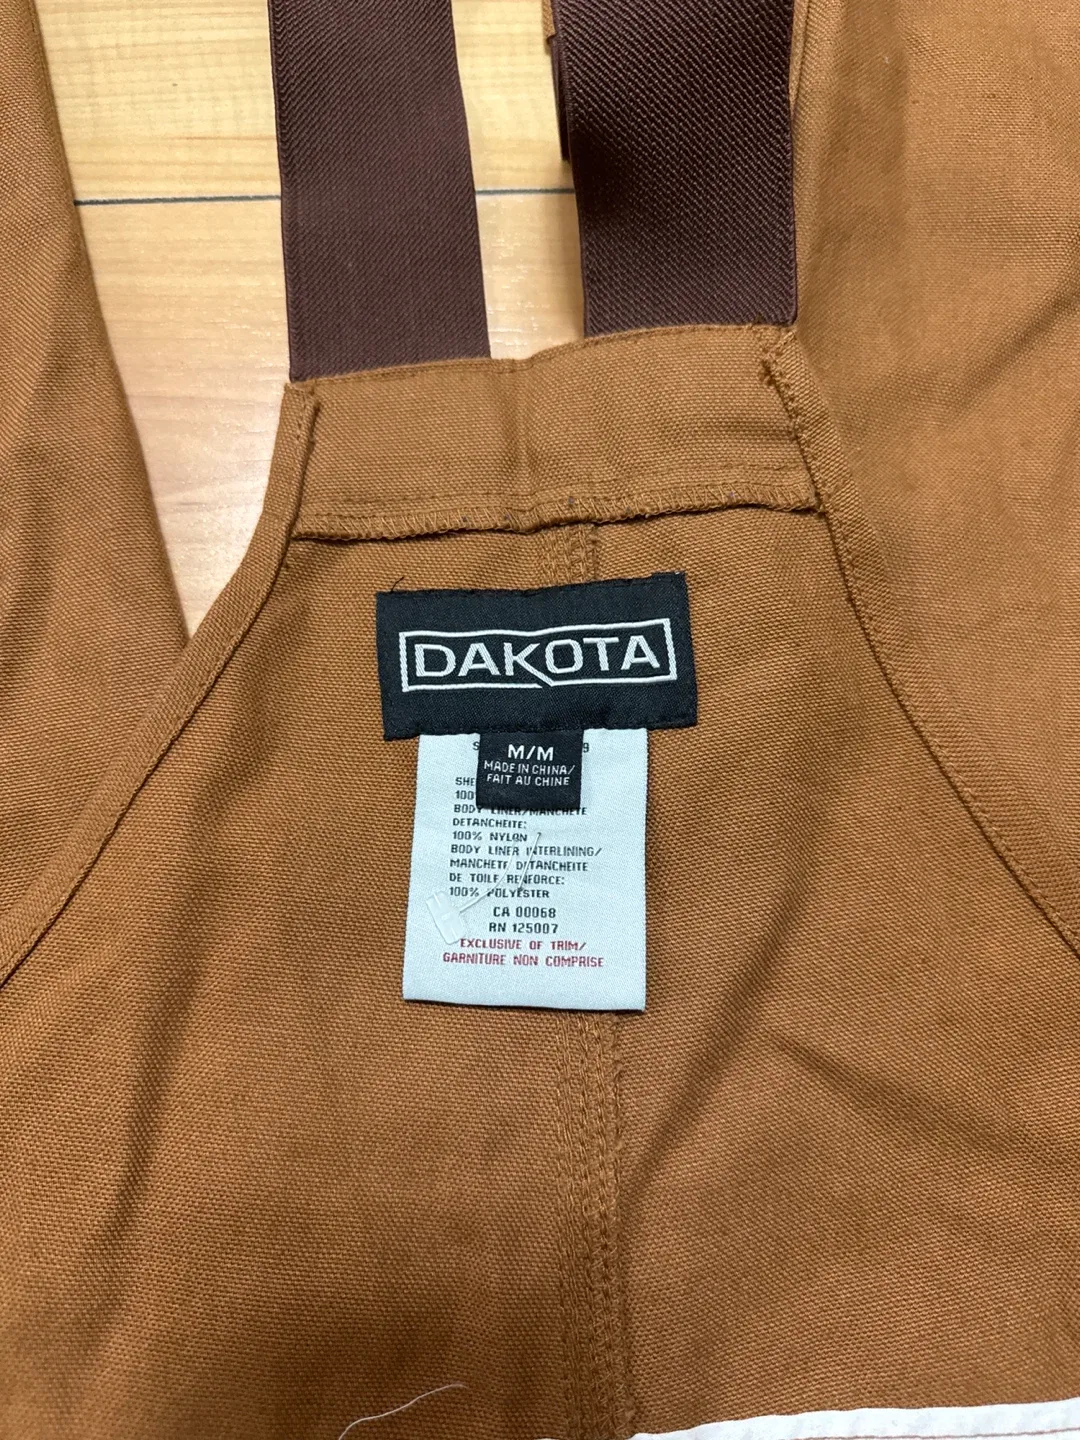 DAKOTA
M/M
MADE IN CHINA/
FAIT AU CHINE
BODY LINER/MANCHETE
DETANCHEITE:
100% NYLON
BODY LINER INTERLINING/
MANCHETE DETANCHEITE
DE TOILE RENFORCE:
100% POLYESTER
CA 00068
RN 125007
EXCLUSIVE OF TRIM/
GARNITURE NON COMPRISE